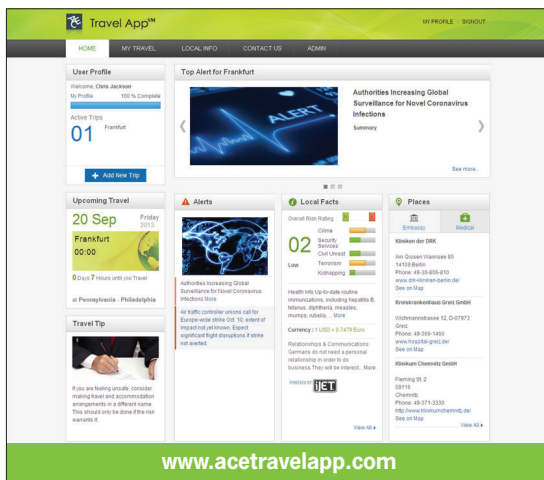 Travel App℠
MY PROFILE SIGNOUT
HOME MY TRAVEL LOCAL INFO CONTACT US ADMIN
User Profile
Welcome, Chris Jackson
My Profile 100 % Complete
Active Trips
01 Frankfurt
+ Add New Trip
Top Alert for Frankfurt
ALERT
Authorities Increasing Global
Surveillance for Novel Coronavirus
Infections
Summary
See more..
Upcoming Travel
20 Sep Friday
2013
Frankfurt
00:00
0 Days 7 Hours until you Travel
at Pennsylvania - Philadelphia
Travel Tip
If you are feeling unsafe, consider
making travel and accommodation
arrangements in a different name.
This should only be done if the risk
warrants it.
Alerts
Authorities Increasing Global
Surveillance for Novel Coronavirus
Infections More
Air traffic controller unions call for
Europe-wide strike Oct. 10; extent of
impact not yet known. Expect
significant flight disruptions if strike
not averted.
Local Facts
Overall Risk Rating
02
Low
Crime
Security
Services
Civil Unrest
Terrorism
Kidnapping
Health Info Up-to-date routine
immunizations, including hepatitis B,
tetanus, diphtheria, measles,
mumps, rubella, ... More
Currency : 1 USD = 0.7479 Euro
Relationships & Communications:
Germans do not need a personal
relationship in order to do
business.They will be interest.. More
POWERED BY iJET
View All
Places
Embassy Medical
Kliniken der DRK
Am Grossen Wannsee 80
14109 Berlin
Phone: 49-30-805-910
www.drk-kliniken-berlin.de/
See on Map
Kreiskrankenhaus Greiz GmbH
Wichmannstrasse 12, D-07973
Greiz
Phone: 49-366-1460
www.hospital-greiz.de/
See on Map
Klinikum Chemnitz GmbH
Fleming St. 2
09116
Chemnitz
Phone: 49-371-3330
http://www.klinikumchemnitz.de/
See on Map
View All
www.acetravelapp.com